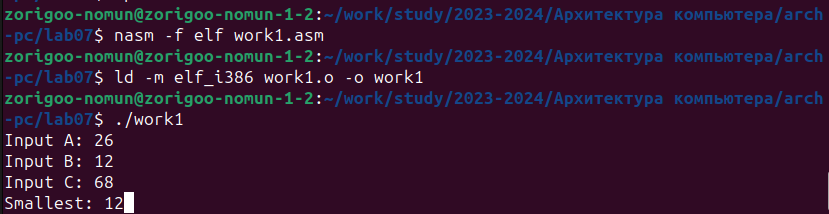 zorigoo-nomun@zorigoo-nomun-1-2:~/work/study/2023-2024/Архитектура компьютера/arch
-pc/lab07$ nasm -f elf work1.asm
zorigoo-nomun@zorigoo-nomun-1-2:~/work/study/2023-2024/Архитектура компьютера/arch
-pc/lab07$ ld -m elf_i386 work1.o -o work1
zorigoo-nomun@zorigoo-nomun-1-2:~/work/study/2023-2024/Архитектура компьютера/arch
-pc/lab07$ ./work1
Input A: 26
Input B: 12
Input C: 68
Smallest: 12